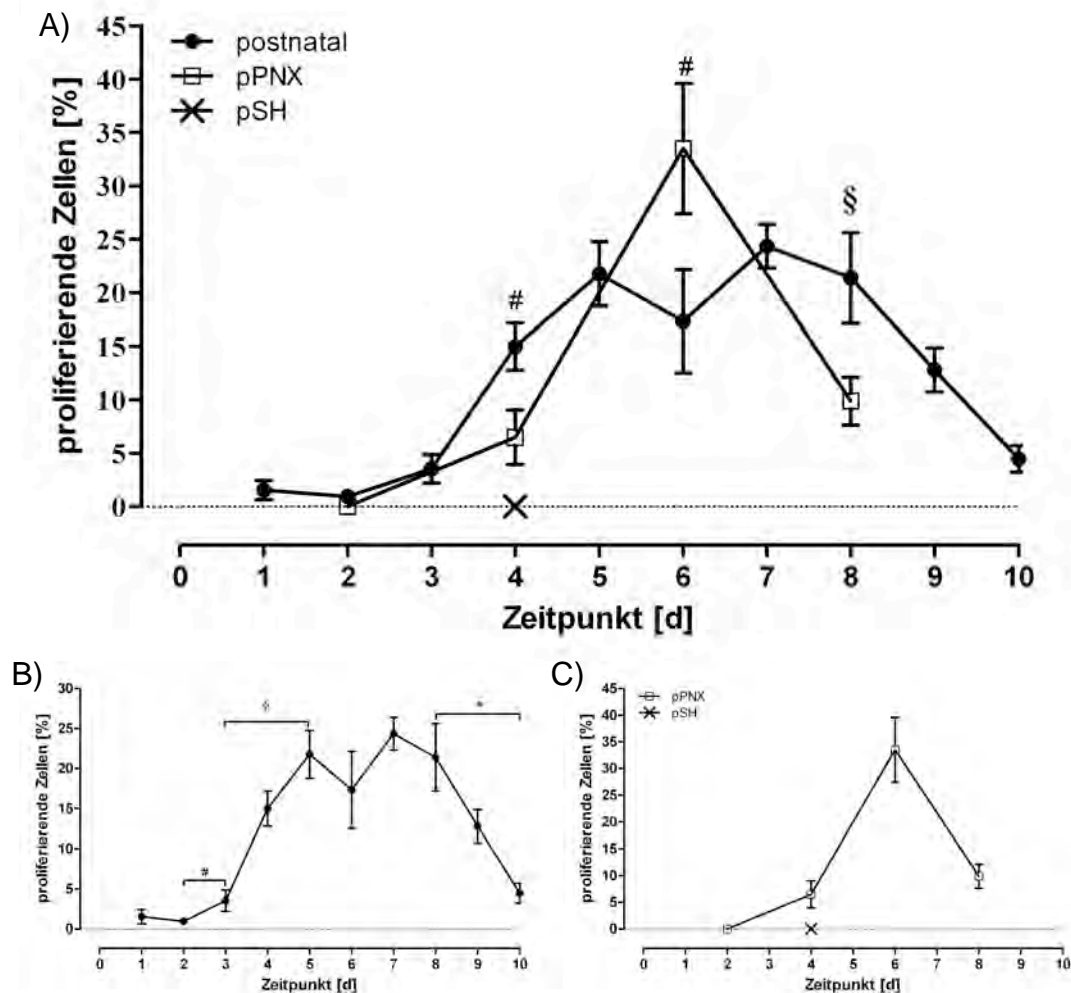 A)
postnatal
pPNX
pSH
proliferierende Zellen [%]
45
40
35
30
25
20
15
10
5
0
#
#
§
0 1 2 3 4 5 6 7 8 9 10
Zeitpunkt [d]
B)
proliferierende Zellen [%]
30
25
20
15
10
5
0
#
§
*
0 1 2 3 4 5 6 7 8 9 10
Zeitpunkt [d]
C)
pPNX
pSH
proliferierende Zellen [%]
45
40
35
30
25
20
15
10
5
0
0 1 2 3 4 5 6 7 8 9 10
Zeitpunkt [d]